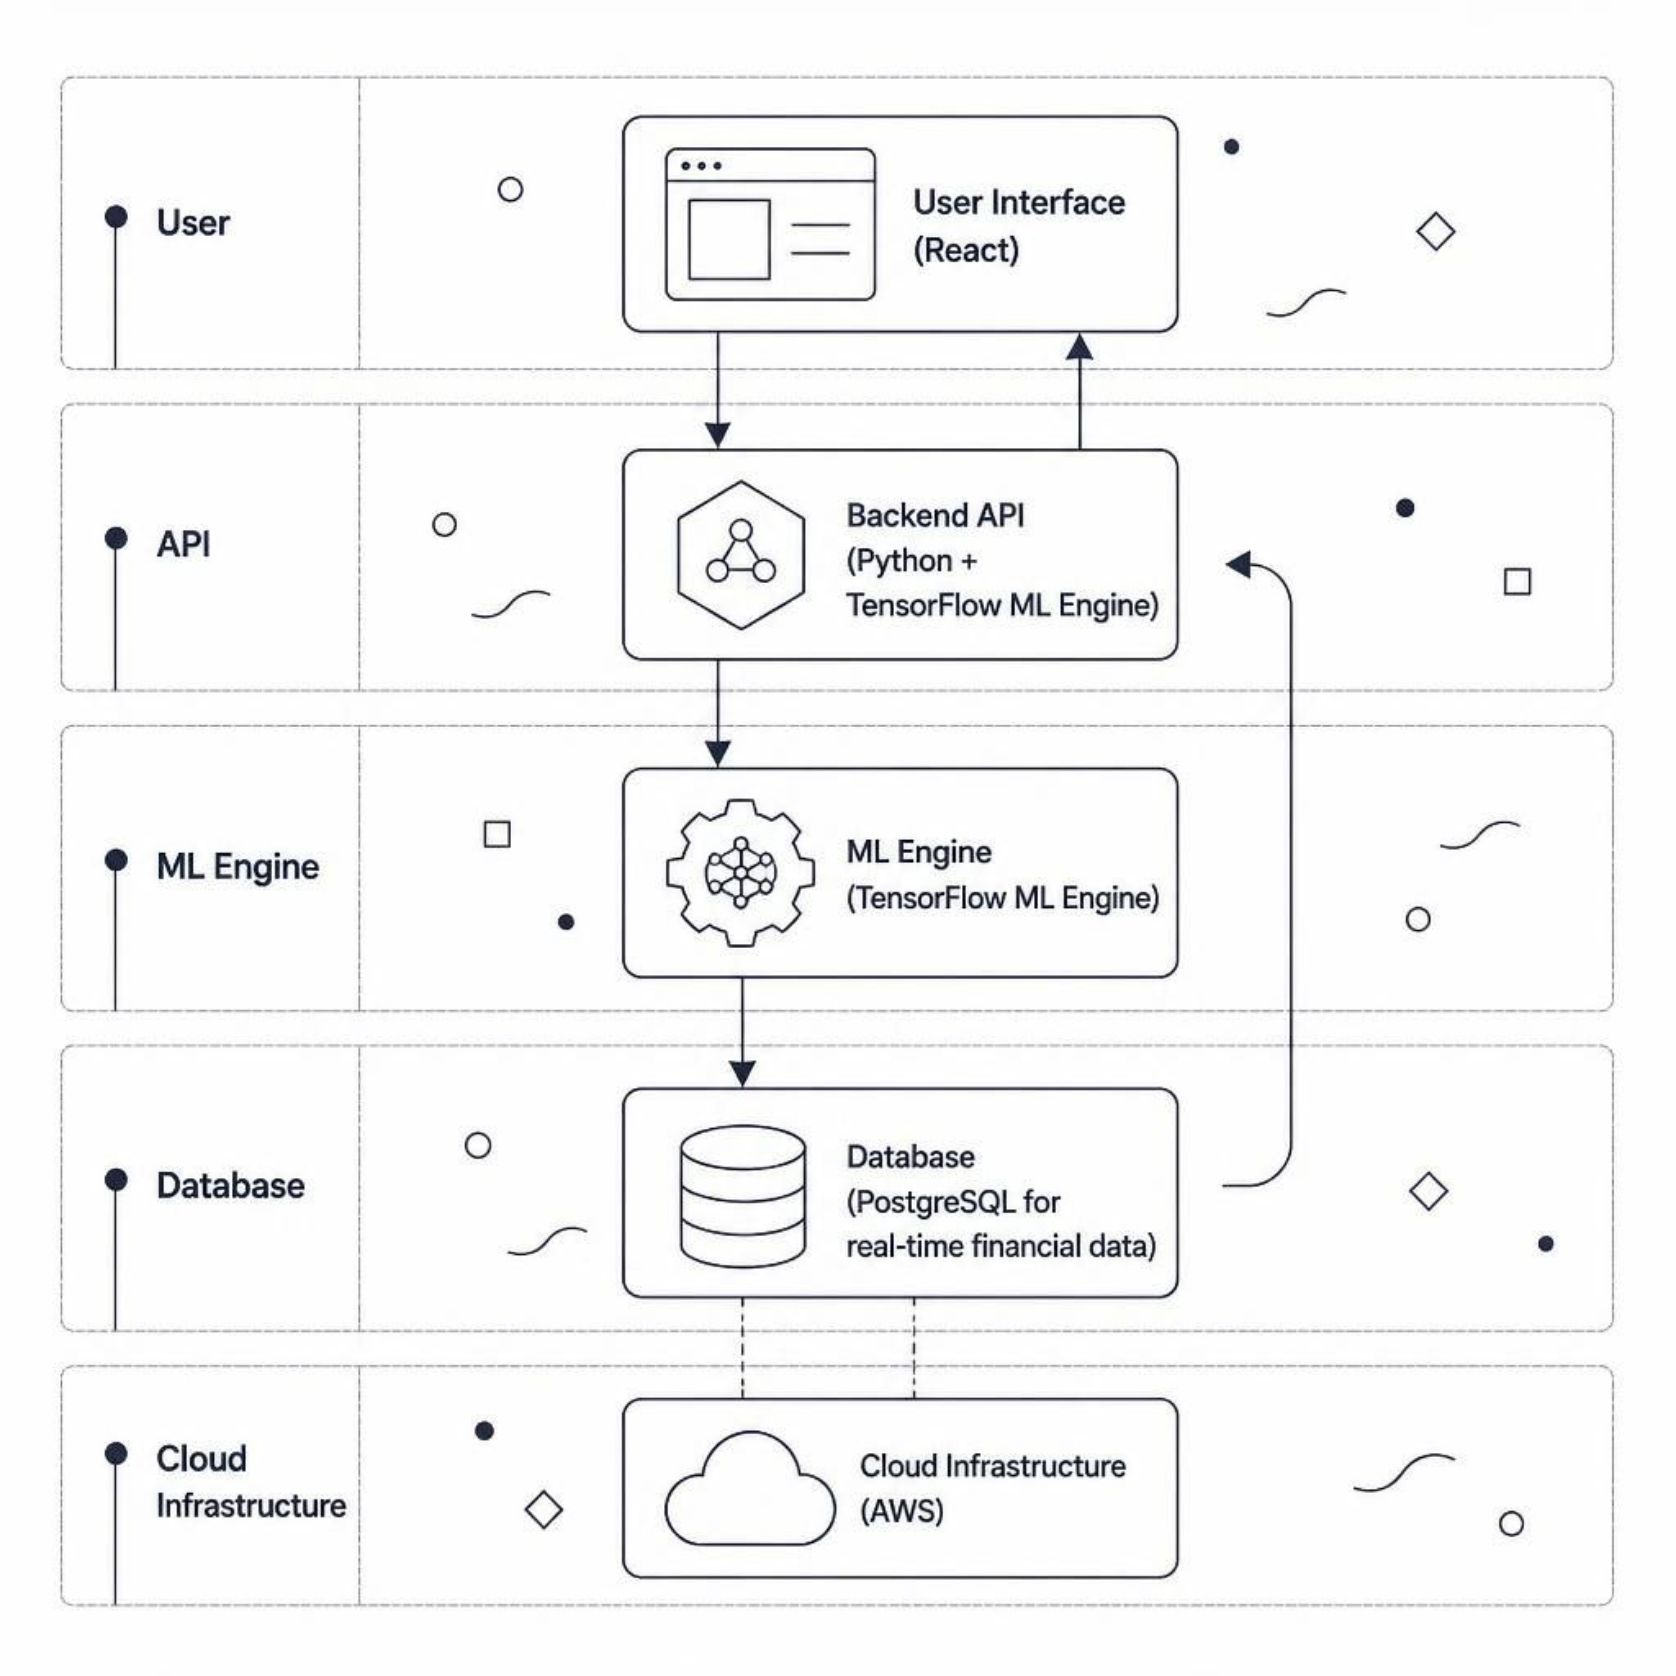 User
User Interface
(React)
API
Backend API
(Python +
TensorFlow ML Engine)
ML Engine
ML Engine
(TensorFlow ML Engine)
Database
Database
(PostgreSQL for
real-time financial data)
Cloud
Infrastructure
Cloud Infrastructure
(AWS)